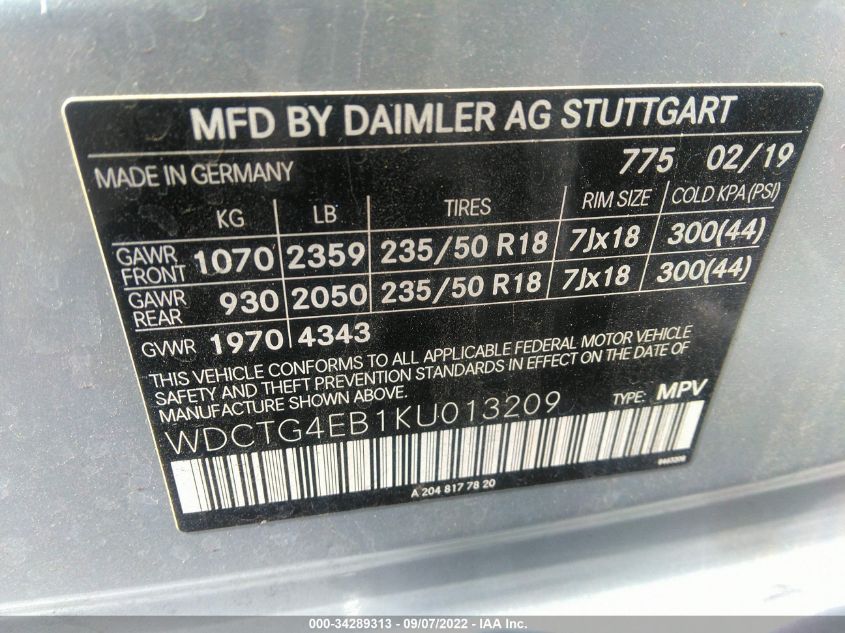 MFD BY DAIMLER AG STUTTGART
MADE IN GERMANY 775 02/19
KG LB TIRES RIM SIZE COLD KPA (PSI)
GAWR FRONT 1070 2359 235/50 R18 7Jx18 300(44)
GAWR REAR 930 2050 235/50 R18 7Jx18 300(44)
GVWR 1970 4343
THIS VEHICLE CONFORMS TO ALL APPLICABLE FEDERAL MOTOR VEHICLE
SAFETY AND THEFT PREVENTION STANDARDS IN EFFECT ON THE DATE OF
MANUFACTURE SHOWN ABOVE.
WDCTG4EB1KU013209 TYPE: MPV
A 204 817 78 20
000-34289313 - 09/07/2022 - IAA Inc.